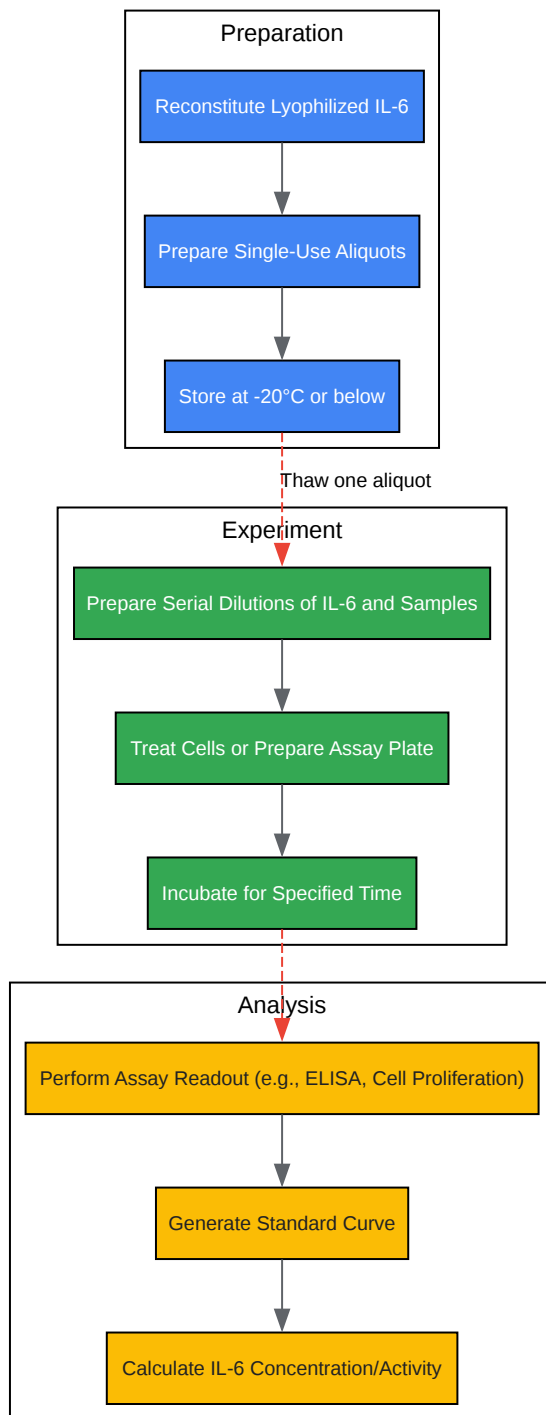 Preparation
Reconstitute Lyophilized IL-6
Prepare Single-Use Aliquots
Store at -20°C or below
Thaw one aliquot
Experiment
Prepare Serial Dilutions of IL-6 and Samples
Treat Cells or Prepare Assay Plate
Incubate for Specified Time
Analysis
Perform Assay Readout (e.g., ELISA, Cell Proliferation)
Generate Standard Curve
Calculate IL-6 Concentration/Activity